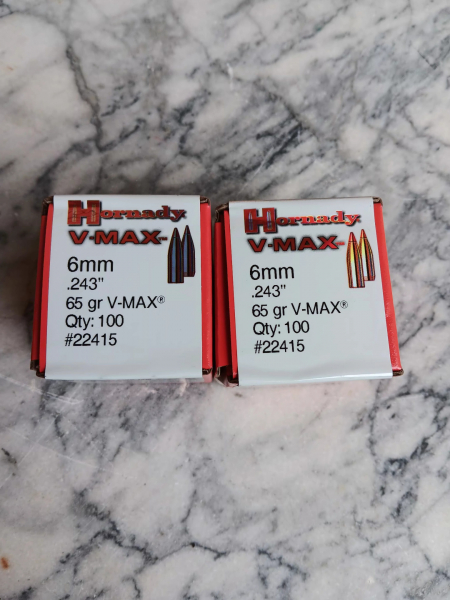 Hornady
V-MAX
6mm
.243"
65 gr V-MAX®
Qty: 100
#22415
Hornady
V-MAX
6mm
.243"
65 gr V-MAX®
Qty: 100
#22415